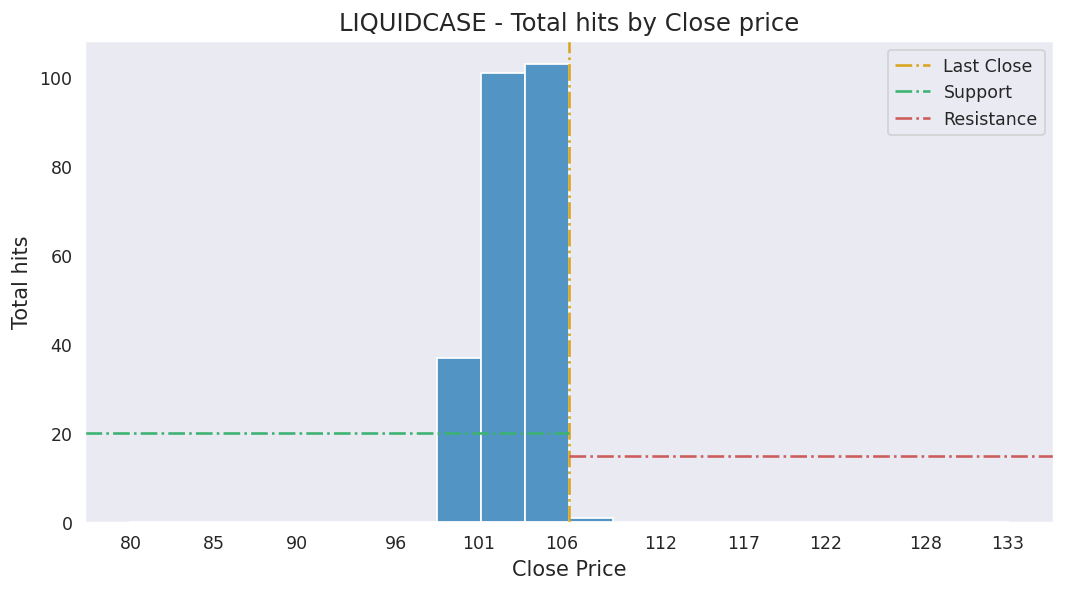 LIQUIDCASE - Total hits by Close price
Last Close
Support
Resistance
Total hits
100
80
60
40
20
0
80 85 90 96 101 106 112 117 122 128 133
Close Price